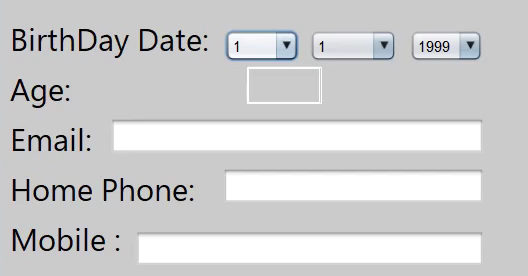 BirthDay Date: 1 1 1999
Age:
Email:
Home Phone:
Mobile :